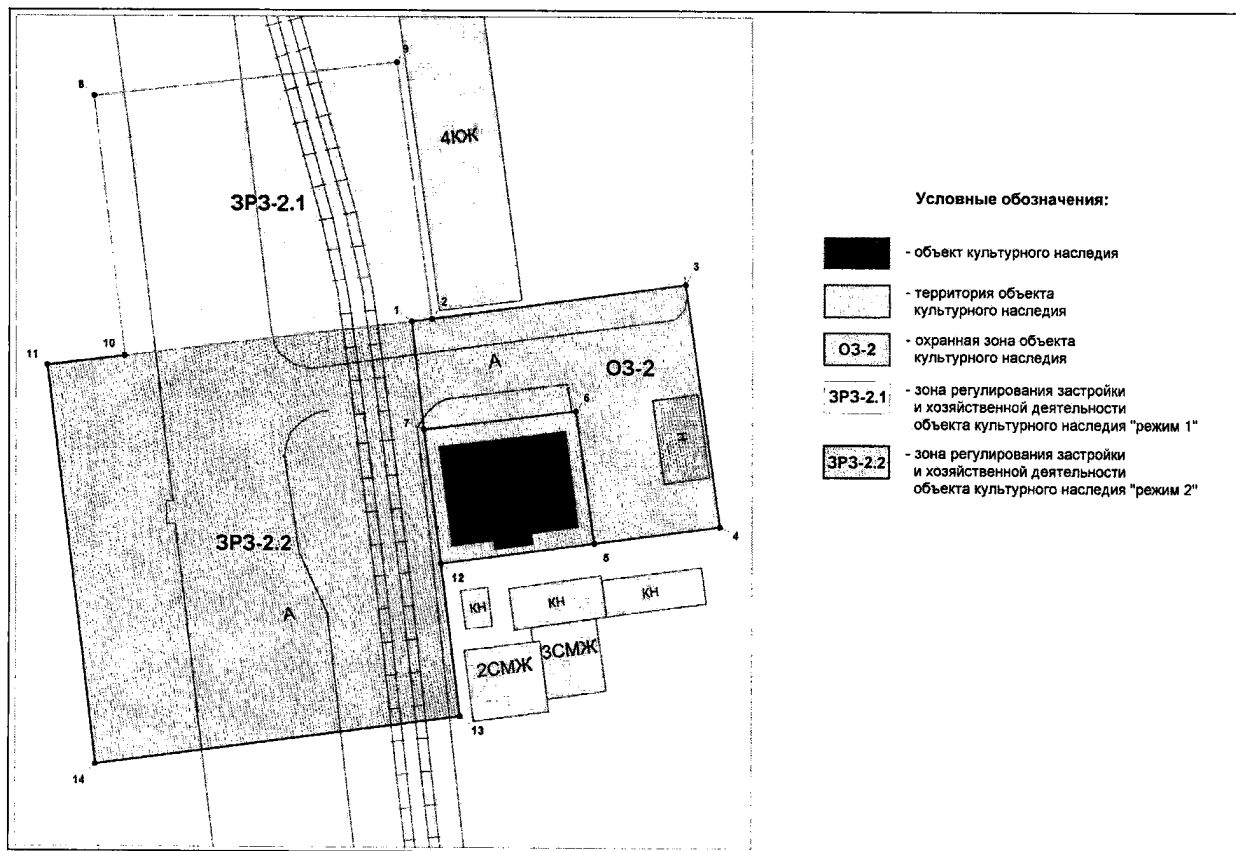 9
8
4КЖ
ЗРЗ-2.1
3
2
1
10
11
А
ОЗ-2
6
7
Н
ЗРЗ-2.2
12
5
4
А
КН
КН
КН
2СМЖ
3СМЖ
13
14
Условные обозначения:
- объект культурного наследия
- территория объекта
культурного наследия
ОЗ-2
- охранная зона объекта
культурного наследия
ЗРЗ-2.1
- зона регулирования застройки
и хозяйственной деятельности
объекта культурного наследия "режим 1"
ЗРЗ-2.2
- зона регулирования застройки
и хозяйственной деятельности
объекта культурного наследия "режим 2"